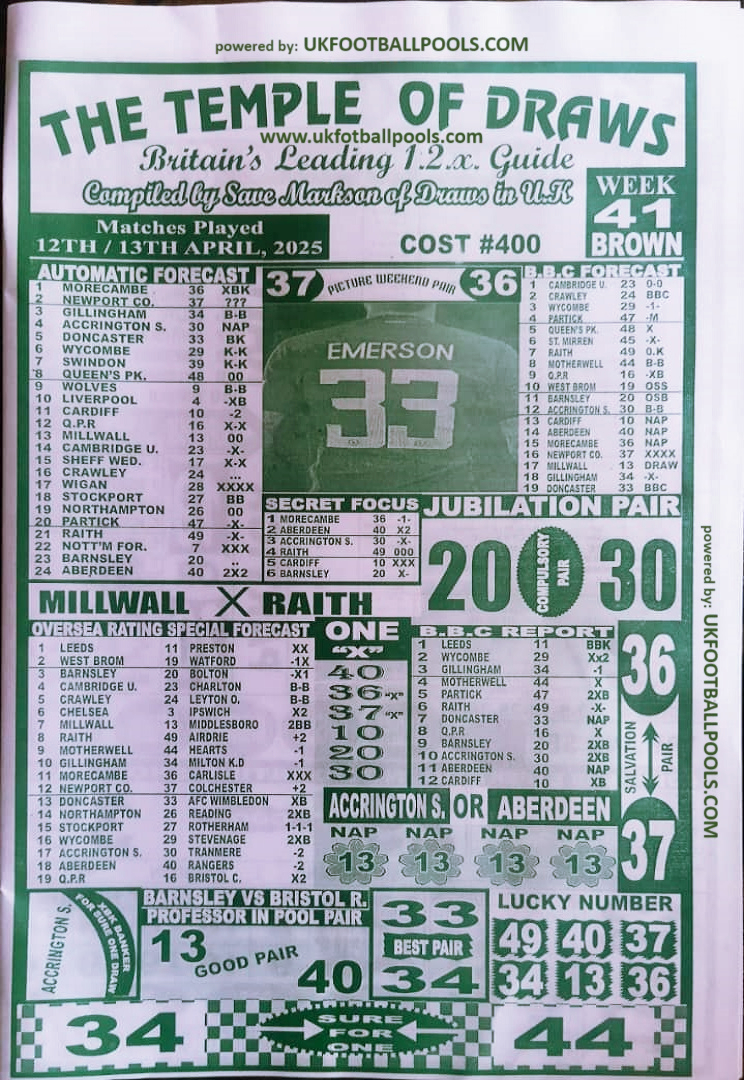 powered by: UKFOOTBALLPOOLS.COM
THE TEMPLE OF DRAWS
www.ukfotballpools.com
Britain's Leading 1.2.x. Guide
Compiled by Save Markson of Draws in U.K
WEEK
41
BROWN
Matches Played
12TH / 13TH APRIL, 2025
COST #400
AUTOMATIC FORECAST
1 MORECAMBE 36 XBK
2 NEWPORT CO. 37 ???
3 GILLINGHAM 34 B-B
4 ACCRINGTON S. 30 NAP
5 DONCASTER 33 BK
6 WYCOMBE 29 K-K
7 SWINDON 39 K-K
8 QUEEN'S PK. 48 00
9 WOLVES 9 B-B
10 LIVERPOOL 4 -XB
11 CARDIFF 10 -2
12 Q.P.R 16 X-X
13 MILLWALL 13 00
14 CAMBRIDGE U. 23 -X-
15 SHEFF WED. 17 X-X
16 CRAWLEY 24 ...
17 WIGAN 28 XXXX
18 STOCKPORT 27 BB
19 NORTHAMPTON 26 00
20 PARTICK 47 -X-
21 RAITH 49 -X-
22 NOTT'M FOR. 7 XXX
23 BARNSLEY 20 ..
24 ABERDEEN 40 2X2
37 PICTURE WEEKEND PAIR 36
EMERSON
33
B.B.C FORECAST
1 CAMBRIDGE U. 23 0-0
2 CRAWLEY 24 BBC
3 WYCOMBE 29 -1-
4 PARTICK 47 -M
5 QUEEN'S PK. 48 X
6 ST. MIRREN 45 -X-
7 RAITH 49 0.K
8 MOTHERWELL 44 B-B
9 Q.P.R 16 -XB
10 WEST BROM 19 OSS
11 BARNSLEY 20 OSB
12 ACCRINGTON S. 30 B-B
13 CARDIFF 10 NAP
14 ABERDEEN 40 NAP
15 MORECAMBE 36 NAP
16 NEWPORT CO. 37 XXXX
17 MILLWALL 13 DRAW
18 GILLINGHAM 34 -X-
19 DONCASTER 33 BBC
SECRET FOCUS
1 MORECAMBE 36 -1-
2 ABERDEEN 40 X2
3 ACCRINGTON S. 30 -X-
4 RAITH 49 000
5 CARDIFF 10 XXX
6 BARNSLEY 20 X-
JUBILATION PAIR
20 COMPULSORY PAIR 30
MILLWALL X RAITH
OVERSEA RATING SPECIAL FORECAST
1 LEEDS 11 PRESTON XX
2 WEST BROM 19 WATFORD -1X
3 BARNSLEY 20 BOLTON -X1
4 CAMBRIDGE U. 23 CHARLTON B-B
5 CRAWLEY 24 LEYTON O. B-B
6 CHELSEA 3 IPSWICH X2
7 MILLWALL 13 MIDDLESBORO 2BB
8 RAITH 49 AIRDRIE +2
9 MOTHERWELL 44 HEARTS -1
10 GILLINGHAM 34 MILTON K.D -1
11 MORECAMBE 36 CARLISLE XXX
12 NEWPORT CO. 37 COLCHESTER +2
13 DONCASTER 33 AFC WIMBLEDON XB
14 NORTHAMPTON 26 READING 2XB
15 STOCKPORT 27 ROTHERHAM 1-1-1
16 WYCOMBE 29 STEVENAGE 2XB
17 ACCRINGTON S. 30 TRANMERE -2
18 ABERDEEN 40 RANGERS -2
19 Q.P.R 16 BRISTOL C. X2
ONE
"X"
40
36 "X"
37 "X"
10
20
30
B.B.C REPORT
1 LEEDS 11 BBK
2 WYCOMBE 29 Xx2
3 GILLINGHAM 34 -1
4 MOTHERWELL 44 X
5 PARTICK 47 2XB
6 RAITH 49 -X-
7 DONCASTER 33 NAP
8 Q.P.R 16 X
9 BARNSLEY 20 2XB
10 ACCRINGTON S. 30 2XB
11 ABERDEEN 40 NAP
12 CARDIFF 10 XB
36
SALVATION PAIR
37
powered by: UKFOOTBALLPOOLS.COM
ACCRINGTON S. OR ABERDEEN
NAP NAP NAP NAP
13 13 13 13
ACCRINGTON S.
XBK BANKER
FOR SURE ONE DRAW
BARNSLEY VS BRISTOL R.
PROFESSOR IN POOL PAIR
13 GOOD PAIR 40
33
BEST PAIR
34
LUCKY NUMBER
49 40 37
34 13 36
34 SURE FOR ONE 44